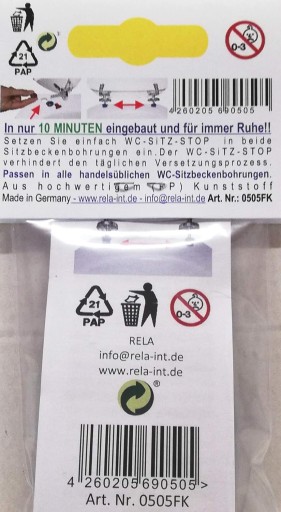 21
PAP
0-3
4 260205 690505
In nur 10 MINUTEN eingebaut und für immer Ruhe!!
Setzen Sie einfach WC-SiTZ-STOP in beide
Sitzbeckenbohrungen ein.Der WC-SITZ-STOP
verhindert den täglichen Versetzungsprozess.
Passen in alle handelsüblichen WC-Sitzbeckenbohrungen.
Aus hochwertigem P) Kunststoff
Made in Germany - www.rela-int.de - info@rela-int.de Art. Nr.: 0505FK
21
PAP
0-3
RELA
info@rela-int.de
www.rela-int.de
®
4 260205 690505 >
Art. Nr. 0505FK